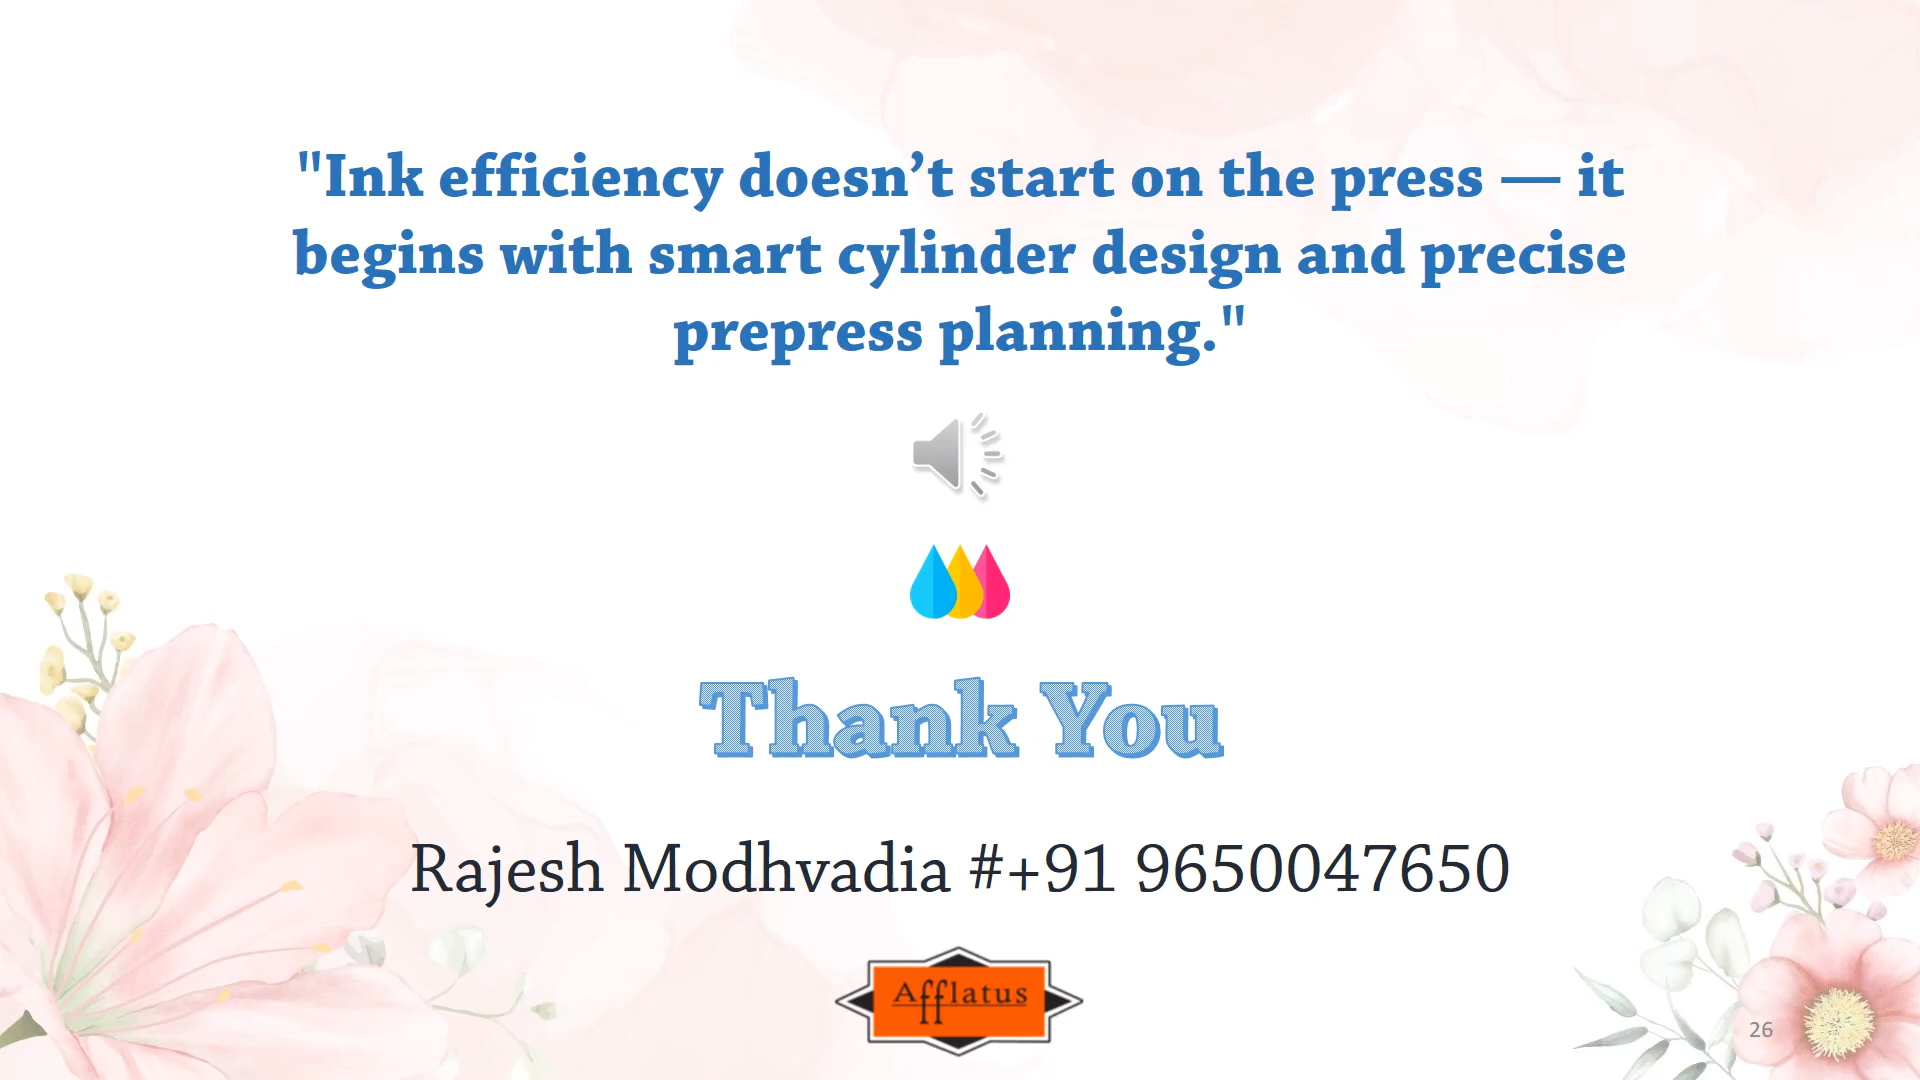 "Ink efficiency doesn’t start on the press — it
begins with smart cylinder design and precise
prepress planning."
Thank You
Rajesh Modhvadia #+91 9650047650
Afflatus
26